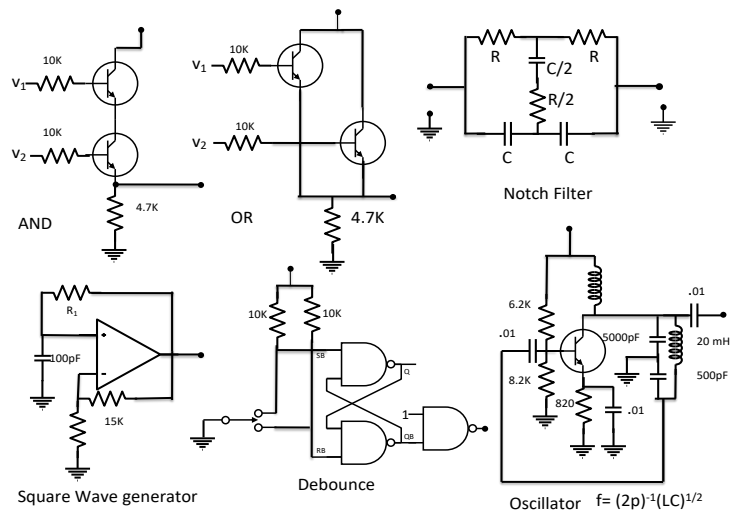 10K
V1
10K
V2
4.7K
AND
10K
V1
10K
V2
4.7K
OR
R
R
C/2
R/2
C
C
Notch Filter
R1
+
100pF
-
15K
Square Wave generator
10K
10K
SB
Q
1
RB
QB
Debounce
6.2K
.01
.01
5000pF
20 mH
8.2K
500pF
820
.01
Oscillator f= (2p)-1(LC)1/2